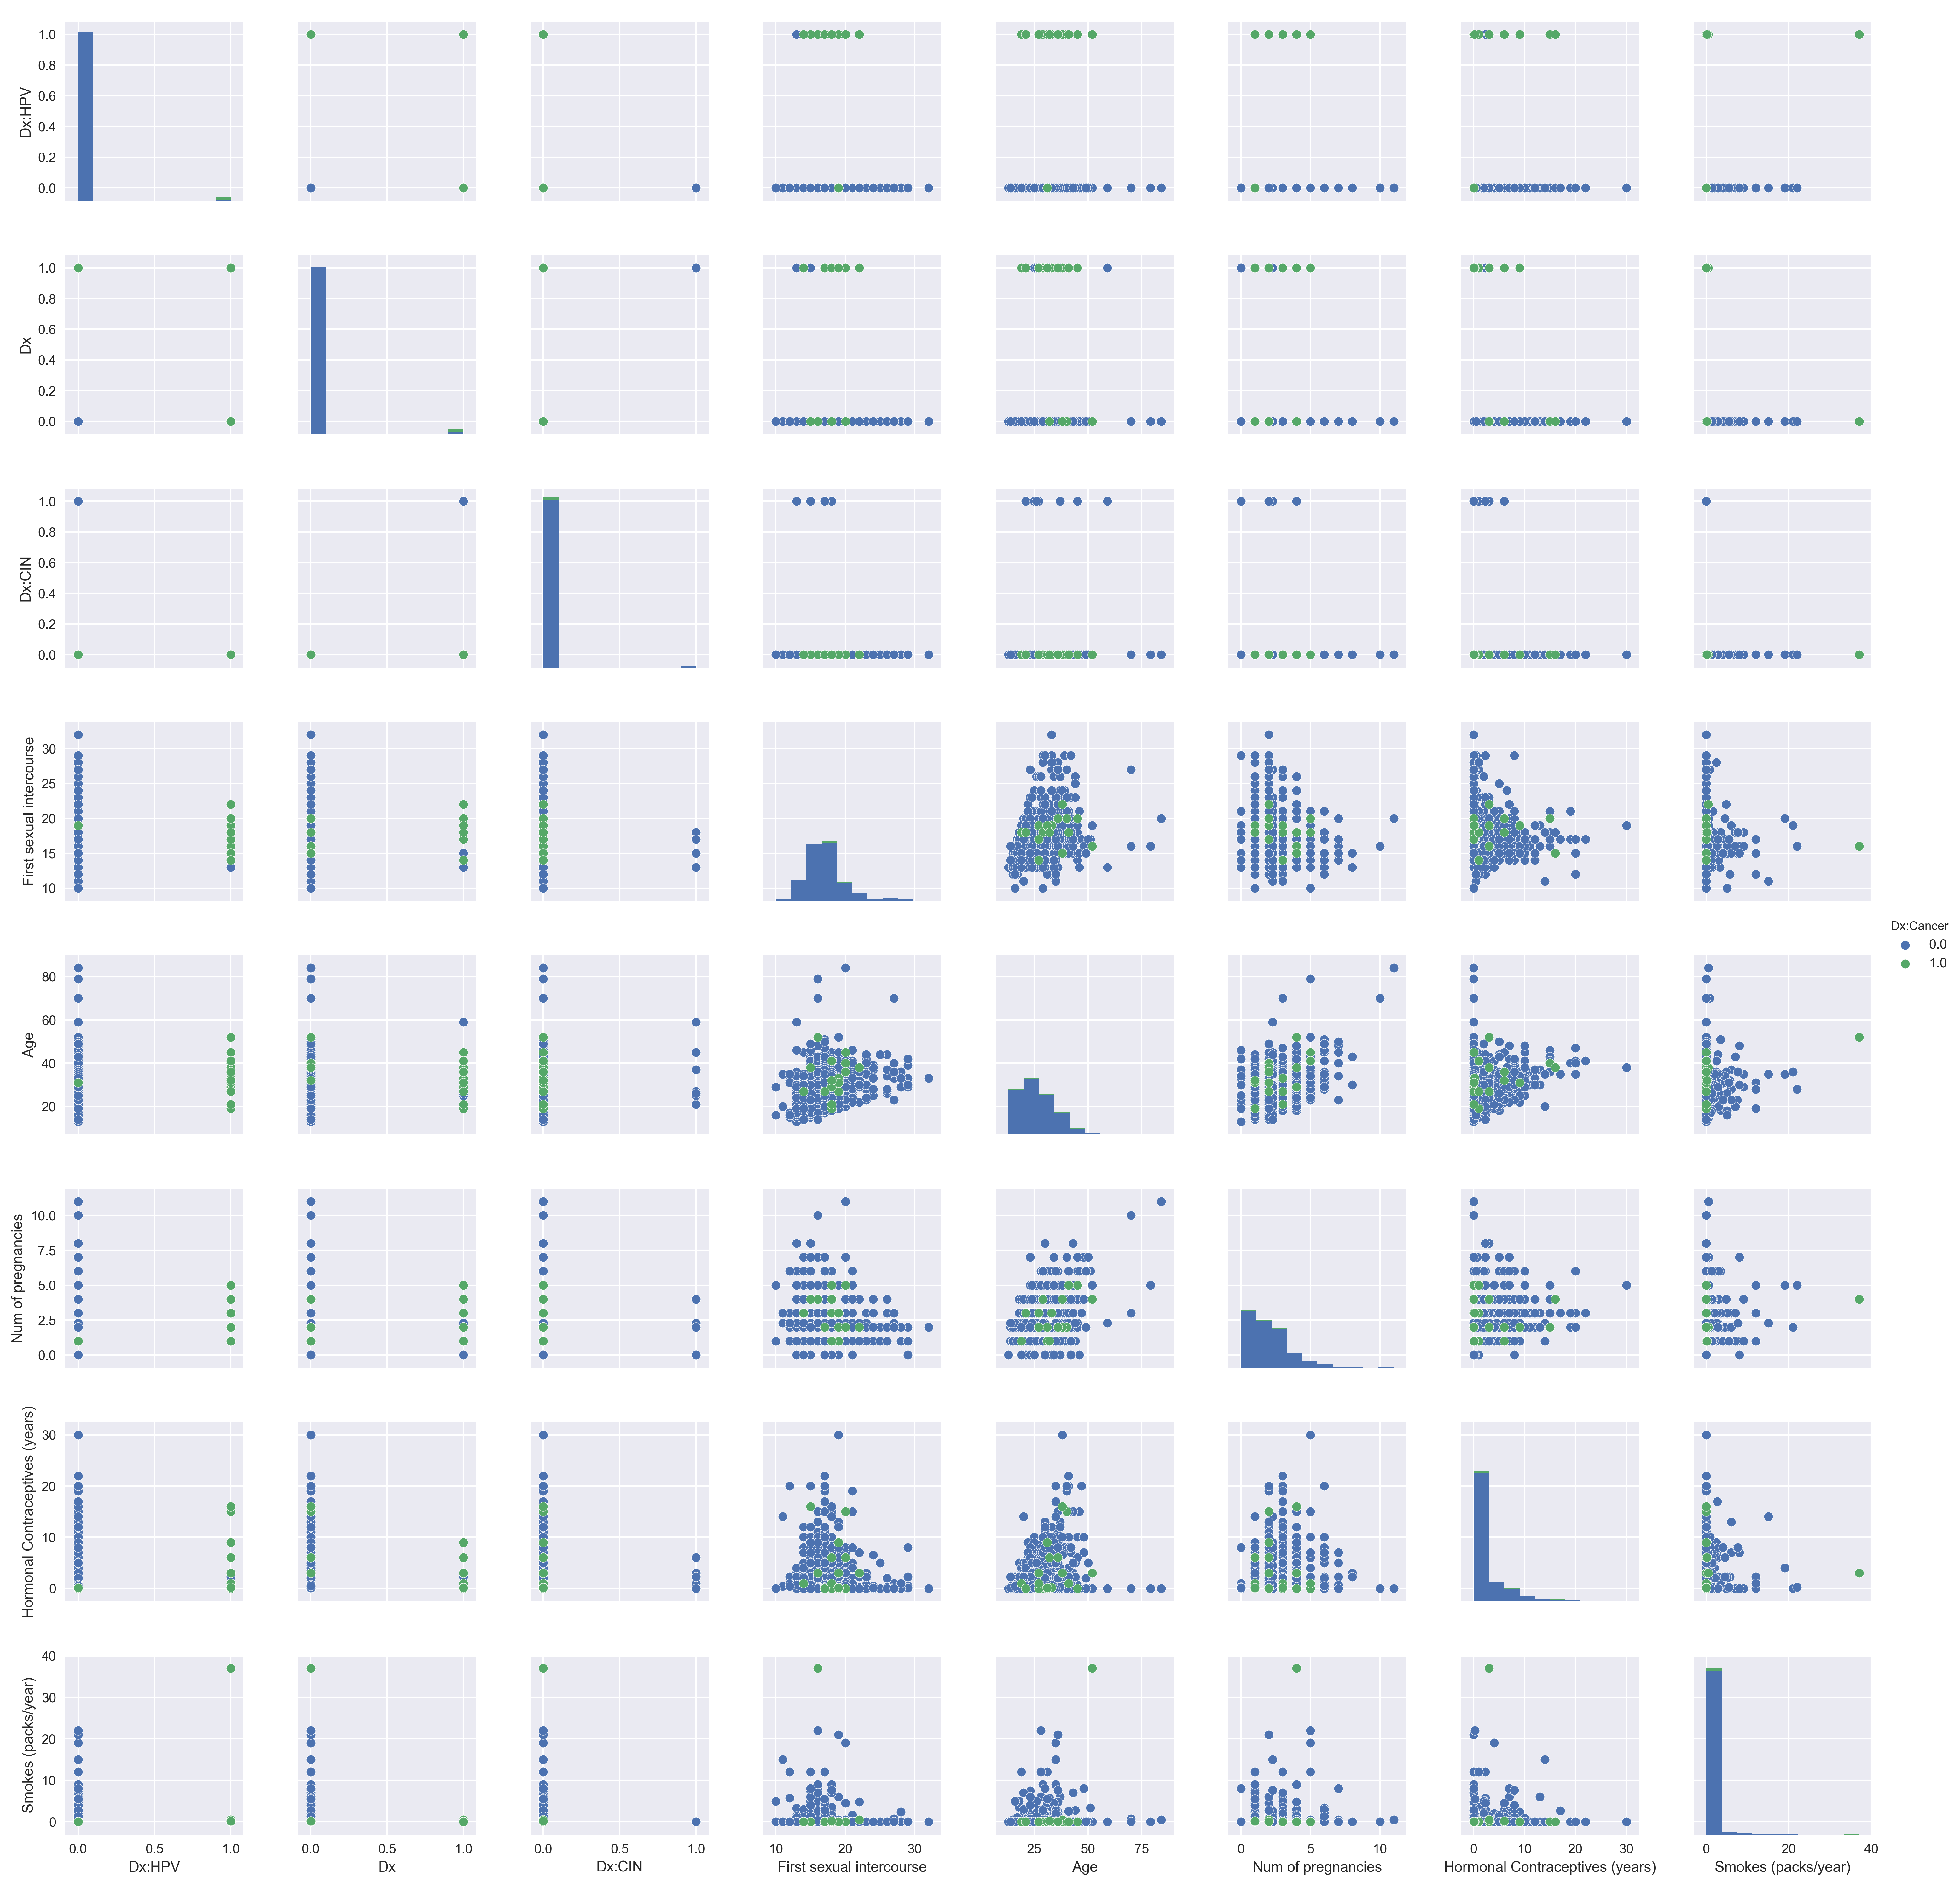 1.0
0.8
0.6
0.4
0.2
0.0
Dx:HPV
1.0
0.8
0.6
0.4
0.2
0.0
Dx
1.0
0.8
0.6
0.4
0.2
0.0
Dx:CIN
30
25
20
15
10
First sexual intercourse
Dx:Cancer
0.0
1.0
80
60
40
20
Age
10.0
7.5
5.0
2.5
0.0
Num of pregnancies
30
20
10
0
Hormonal Contraceptives (years)
40
30
20
10
0
Smokes (packs/year)
0.0 0.5 1.0
Dx:HPV
0.0 0.5 1.0
Dx
0.0 0.5 1.0
Dx:CIN
10 20 30
First sexual intercourse
25 50 75
Age
0 5 10
Num of pregnancies
0 10 20 30
Hormonal Contraceptives (years)
0 20 40
Smokes (packs/year)